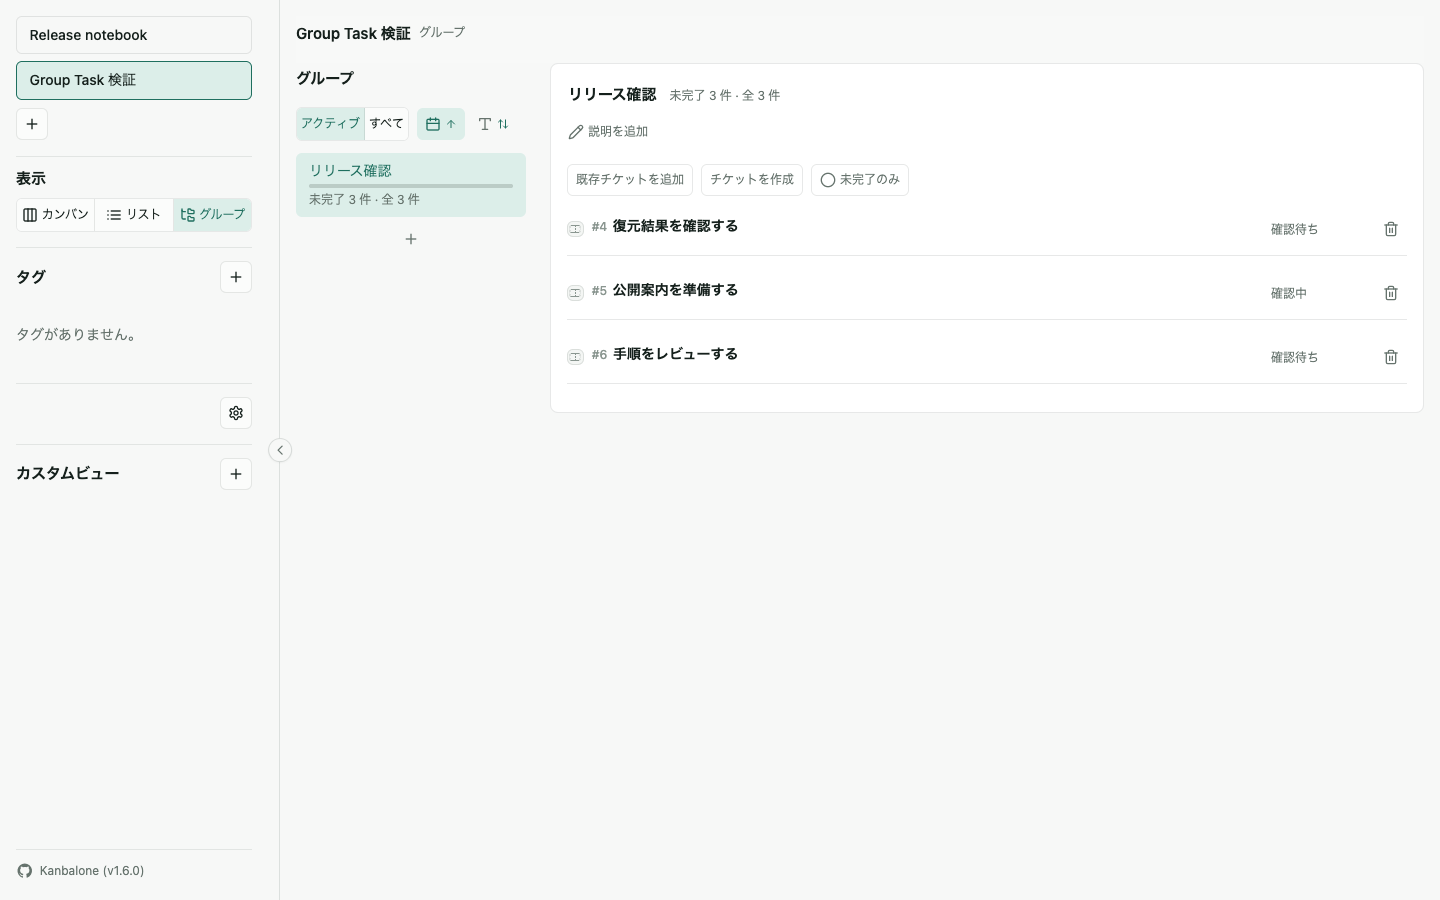 Release notebook
Group Task 検証
表示
カンバン
リスト
グループ
タグ
タグがありません。
カスタムビュー
Kanbalone (v1.6.0)
Group Task 検証 グループ
グループ
アクティブ
すべて
リリース確認
未完了 3 件 · 全 3 件
リリース確認 未完了 3 件 · 全 3 件
説明を追加
既存チケットを追加
チケットを作成
未完了のみ
#4 復元結果を確認する 確認待ち
#5 公開案内を準備する 確認中
#6 手順をレビューする 確認待ち